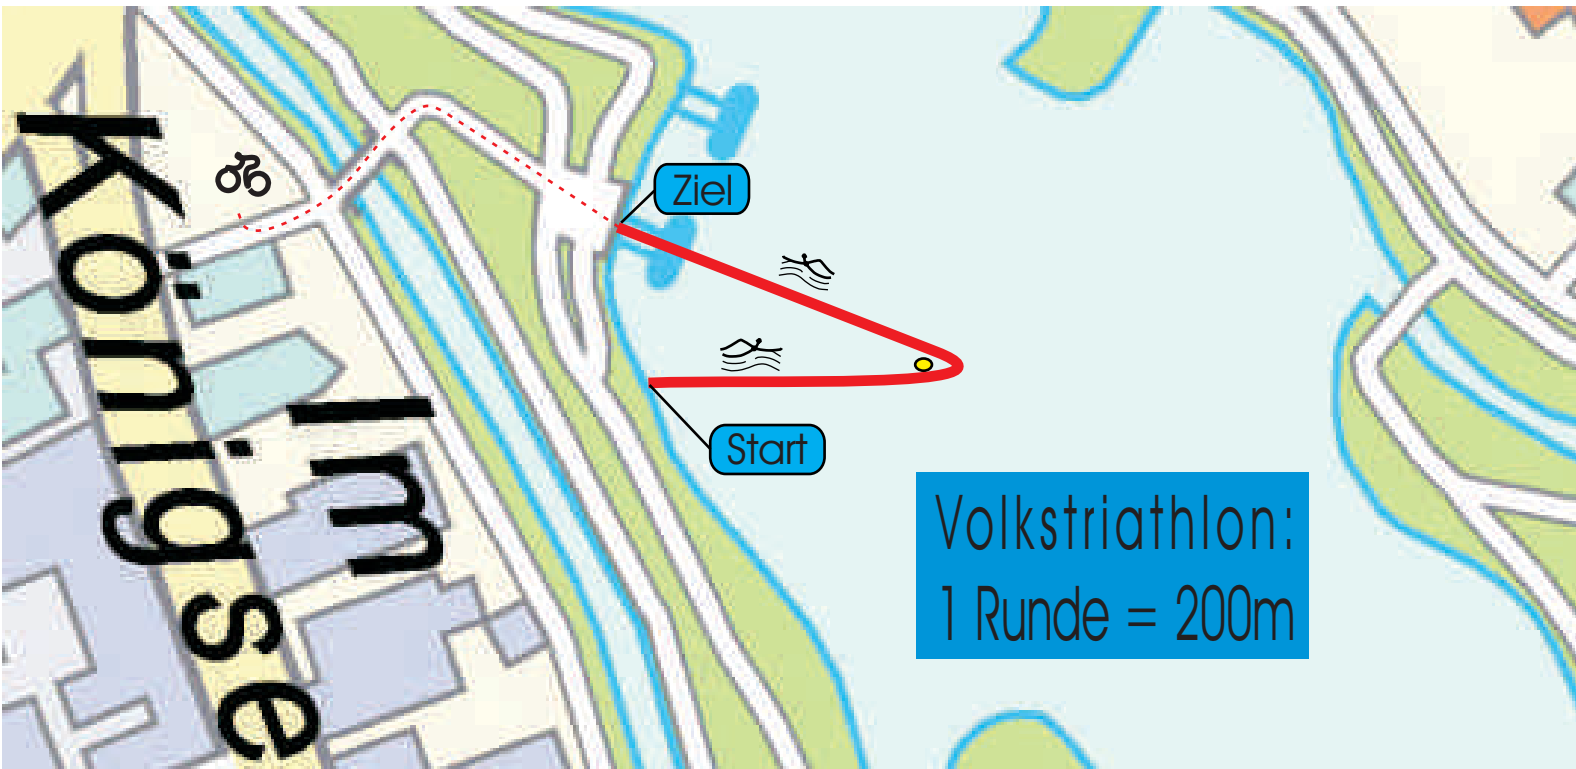 Ziel
Start
Volkstriathlon:
1 Runde = 200m
Im
Königse